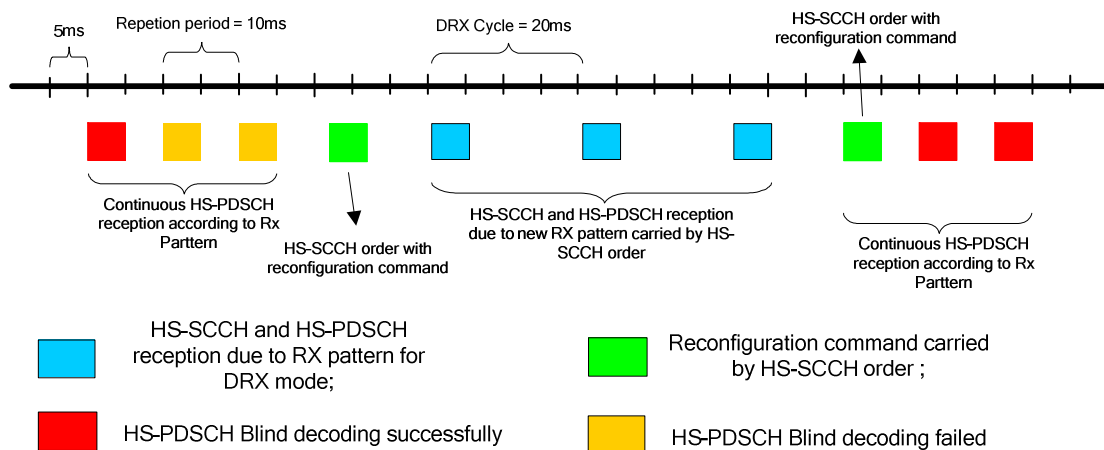 5ms
Repetion period = 10ms
DRX Cycle = 20ms
HS-SCCH order with
reconfiguration command
Continuous HS-PDSCH
reception according to Rx
Parttern
HS-SCCH order with
reconfiguration command
HS-SCCH and HS-PDSCH reception
due to new RX pattern carried by HS-
SCCH order
Continuous HS-PDSCH
reception according to Rx
Parttern
HS-SCCH and HS-PDSCH
reception due to RX pattern for
DRX mode;
Reconfiguration command carried
by HS-SCCH order ;
HS-PDSCH Blind decoding successfully
HS-PDSCH Blind decoding failed